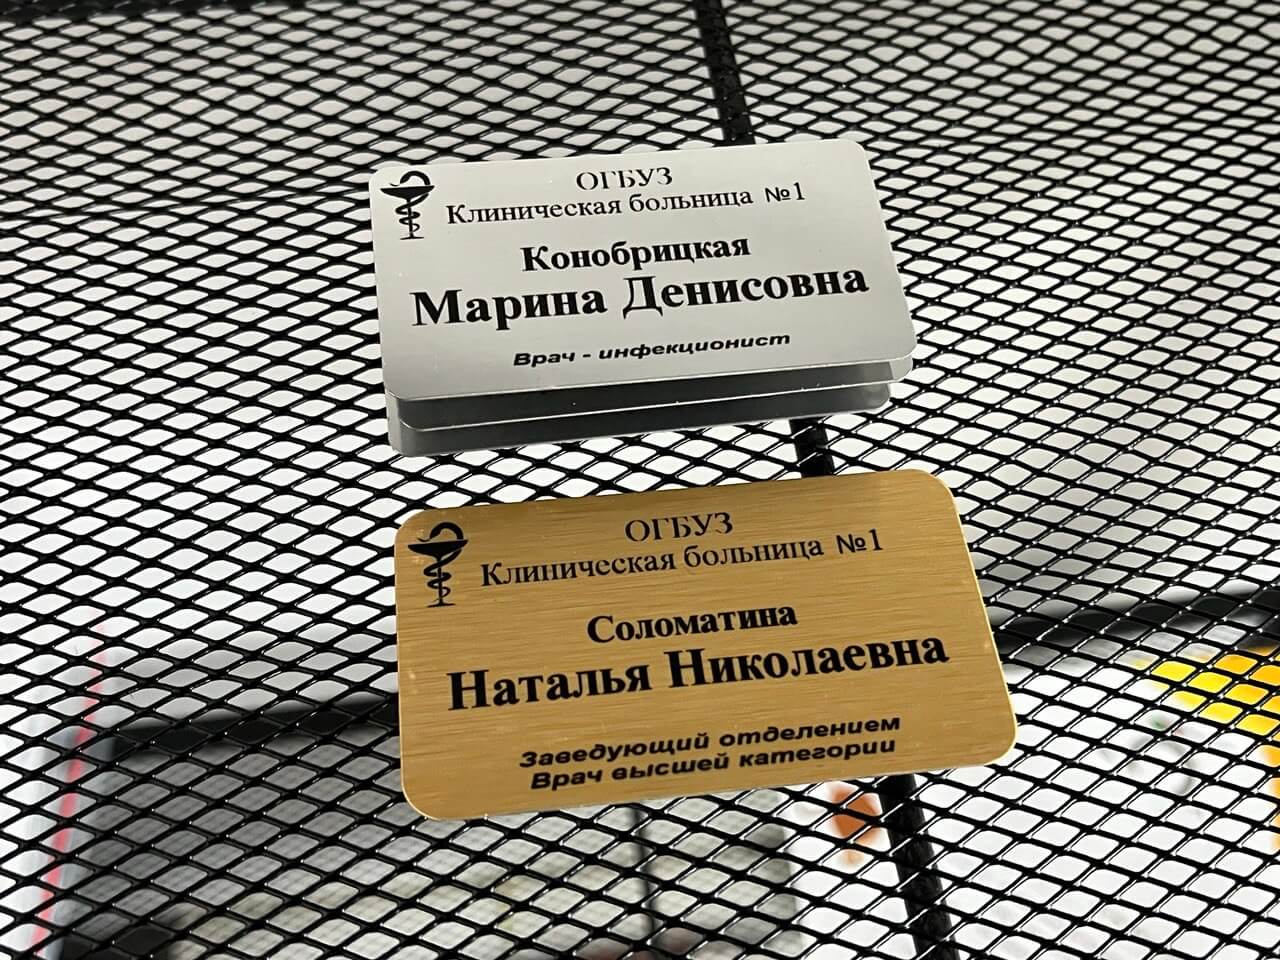 ОГБУЗ
Клиническая больница №1
Конобрицкая
Марина Денисовна
Врач - инфекционист
ОГБУЗ
Клиническая больница №1
Соломатина
Наталья Николаевна
Заведующий отделением
Врач высшей категории